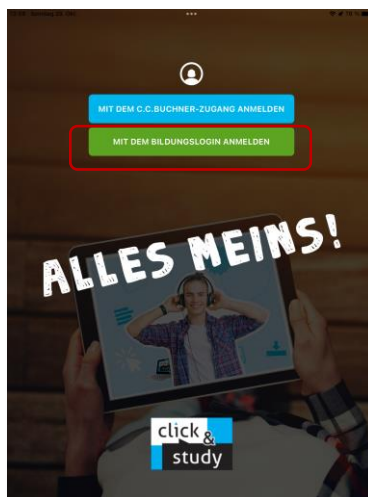 MIT DEM C.C.BUCHNER-ZUGANG ANMELDEN
MIT DEM BILDUNGSLOGIN ANMELDEN
ALLES MEINS!
click &
study